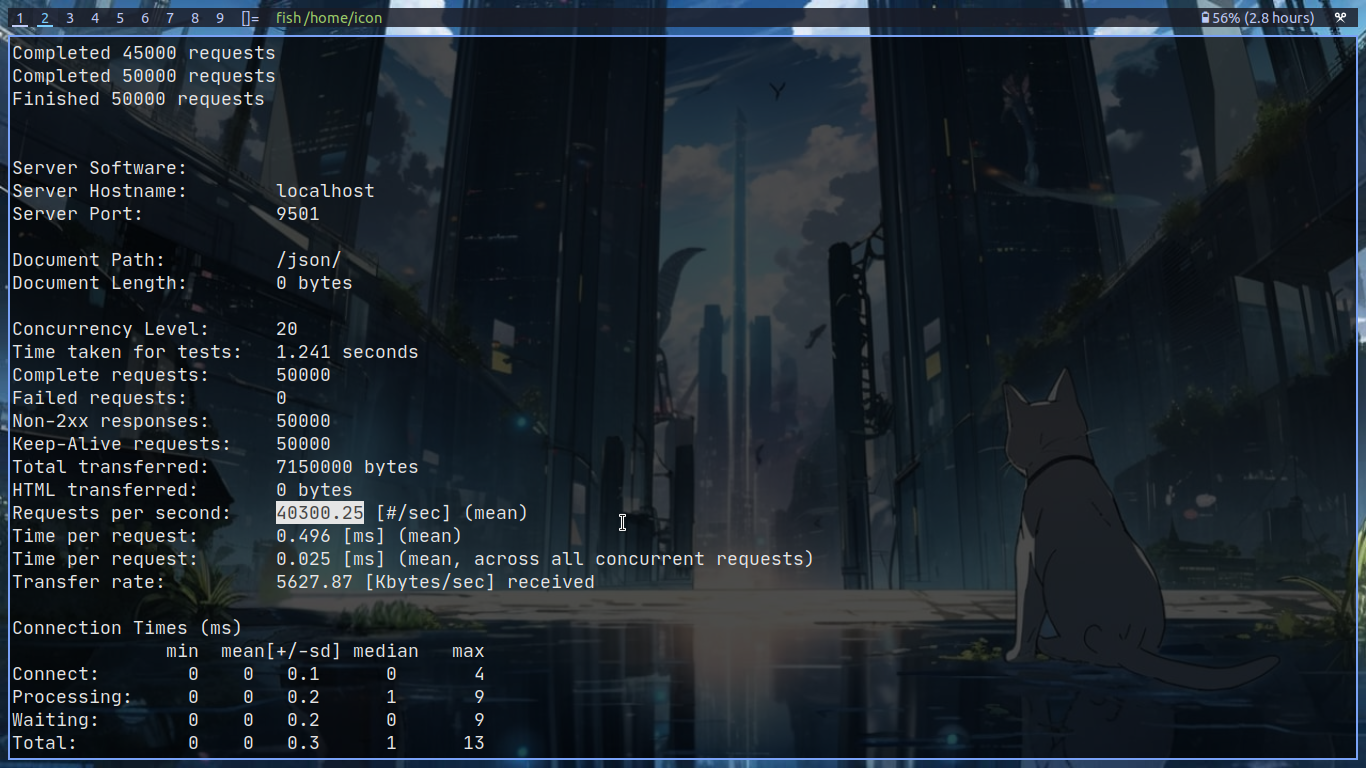 1 2 3 4 5 6 7 8 9 []= fish /home/icon 56% (2.8 hours)
Completed 45000 requests
Completed 50000 requests
Finished 50000 requests
Server Software:
Server Hostname: localhost
Server Port: 9501
Document Path: /json/
Document Length: 0 bytes
Concurrency Level: 20
Time taken for tests: 1.241 seconds
Complete requests: 50000
Failed requests: 0
Non-2xx responses: 50000
Keep-Alive requests: 50000
Total transferred: 7150000 bytes
HTML transferred: 0 bytes
Requests per second: 40300.25 [#/sec] (mean)
Time per request: 0.496 [ms] (mean)
Time per request: 0.025 [ms] (mean, across all concurrent requests)
Transfer rate: 5627.87 [Kbytes/sec] received
Connection Times (ms)
min mean[+/-sd] median max
Connect: 0 0 0.1 0 4
Processing: 0 0 0.2 1 9
Waiting: 0 0 0.2 0 9
Total: 0 0 0.3 1 13